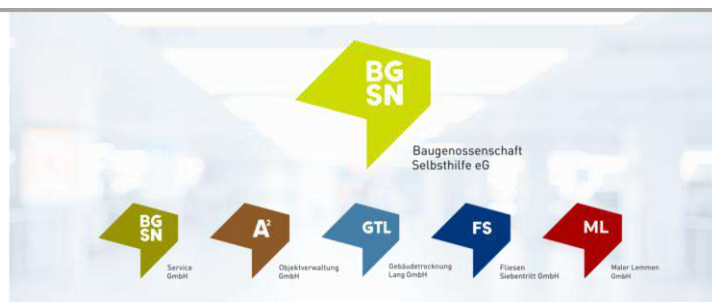 BG
SN
Baugenossenschaft
Selbsthilfe eG
BG
SN
Service
GmbH
A²
Objektverwaltung
GmbH
GTL
Gebäudetrocknung
Lang GmbH
FS
Fliesen
Siebentritt GmbH
ML
Maler Lemmen
GmbH